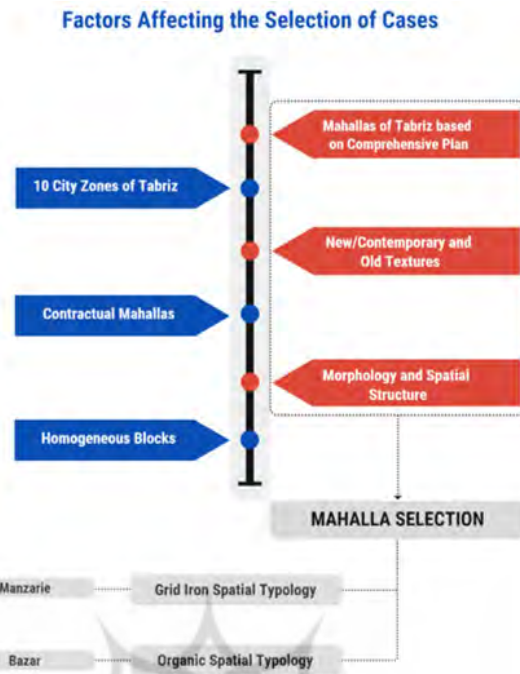 Factors Affecting the Selection of Cases
Mahallas of Tabriz based
on Comprehensive Plan
10 City Zones of Tabriz
New/Contemporary and
Old Textures
Contractual Mahallas
Morphology and Spatial
Structure
Homogeneous Blocks
MAHALLA SELECTION
Manzarie
Grid Iron Spatial Typology
Bazar
Organic Spatial Typology